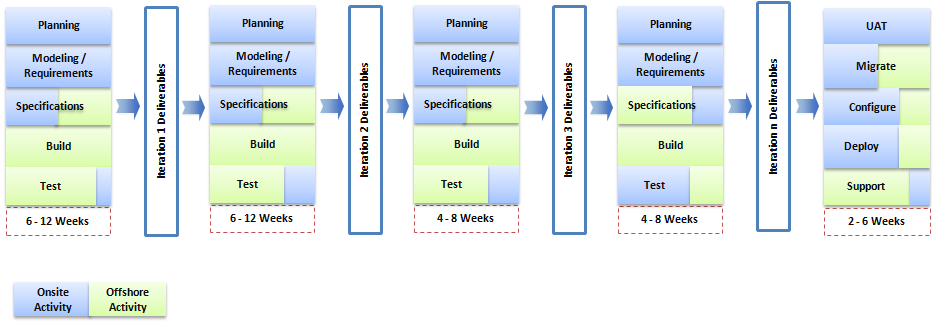 Planning
Modeling /
Requirements
Specifications
Build
Test
6 - 12 Weeks
Iteration 1 Deliverables
Planning
Modeling /
Requirements
Specifications
Build
Test
6 - 12 Weeks
Iteration 2 Deliverables
Planning
Modeling /
Requirements
Specifications
Build
Test
4 - 8 Weeks
Iteration 3 Deliverables
Planning
Modeling /
Requirements
Specifications
Build
Test
4 - 8 Weeks
Iteration n Deliverables
UAT
Migrate
Configure
Deploy
Support
2 - 6 Weeks
Onsite
Activity
Offshore
Activity